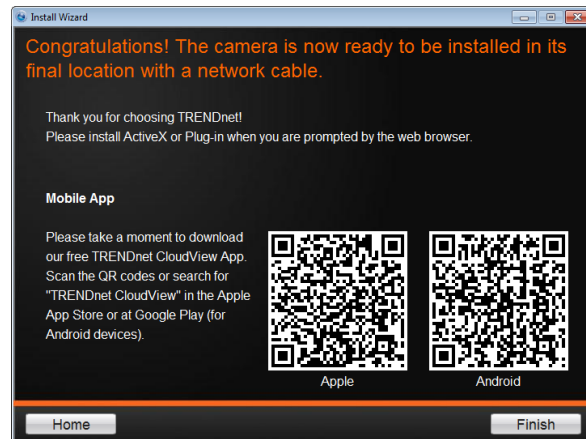 Install Wizard
Congratulations! The camera is now ready to be installed in its
final location with a network cable.
Thank you for choosing TRENDnet!
Please install ActiveX or Plug-in when you are prompted by the web browser.
Mobile App
Please take a moment to download
our free TRENDnet CloudView App.
Scan the QR codes or search for
"TRENDnet CloudView" in the Apple
App Store or at Google Play (for
Android devices).
Apple
Android
Home
Finish